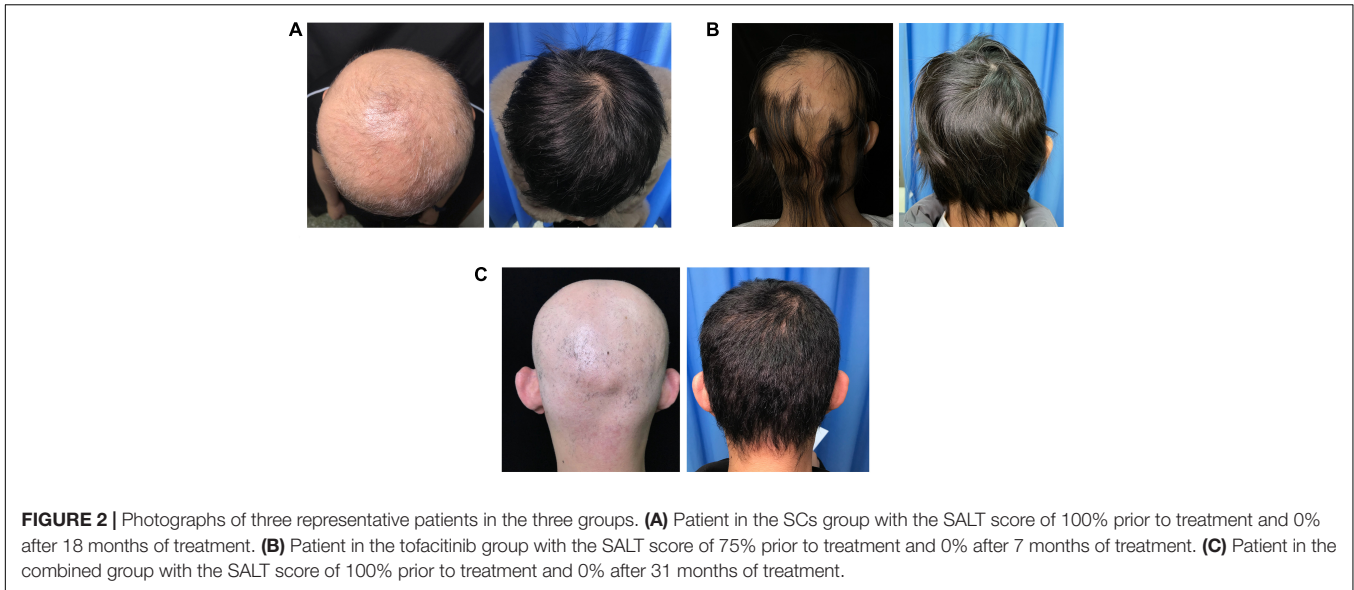 A
B
C
FIGURE 2 | Photographs of three representative patients in the three groups. (A) Patient in the SCs group with the SALT score of 100% prior to treatment and 0%
after 18 months of treatment. (B) Patient in the tofacitinib group with the SALT score of 75% prior to treatment and 0% after 7 months of treatment. (C) Patient in the
combined group with the SALT score of 100% prior to treatment and 0% after 31 months of treatment.